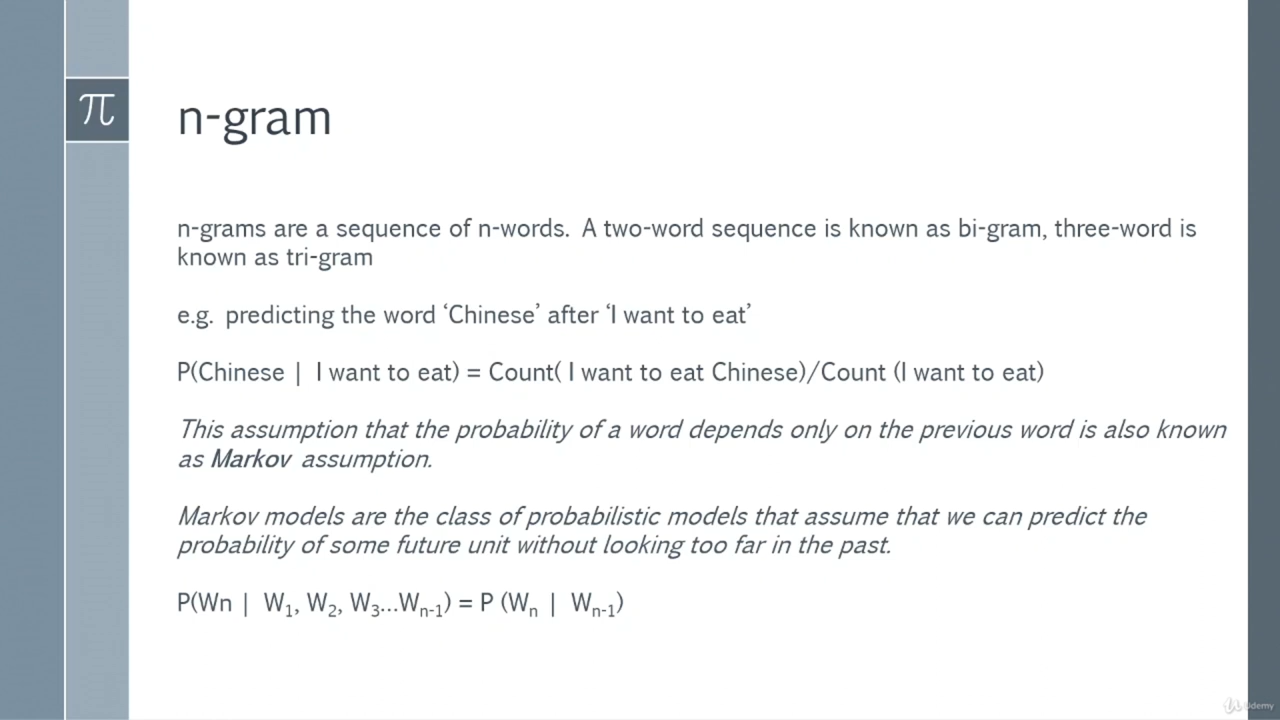 π
n-gram
n-grams are a sequence of n-words. A two-word sequence is known as bi-gram, three-word is
known as tri-gram
e.g. predicting the word ‘Chinese’ after ‘I want to eat’
P(Chinese | I want to eat) = Count( I want to eat Chinese)/Count (I want to eat)
This assumption that the probability of a word depends only on the previous word is also known
as Markov assumption.
Markov models are the class of probabilistic models that assume that we can predict the
probability of some future unit without looking too far in the past.
P(Wn | W₁, W₂, W₃...Wₙ₋₁) = P (Wₙ | Wₙ₋₁)
Udemy